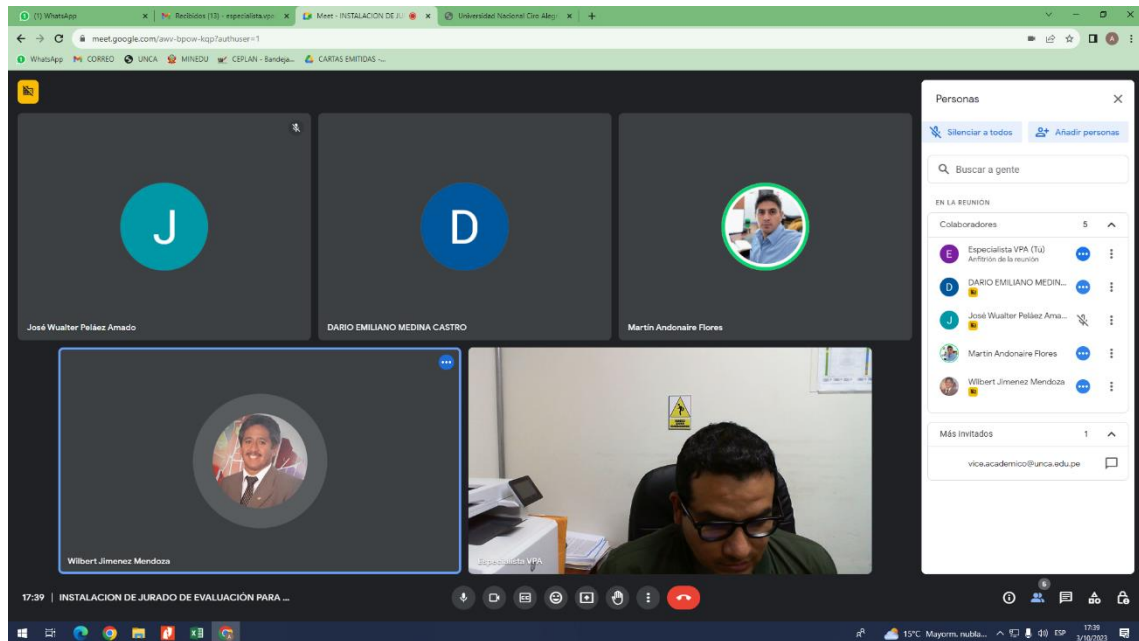 (1) WhatsApp
Recibidos (13) - especialista.vpa
Meet - INSTALACION DE JU
Universidad Nacional Ciro Alegr
meet.google.com/awv-bpow-kqp?authuser=1
WhatsApp
CORREO
UNCA
MINEDU
CEPLAN - Bandeja...
CARTAS EMITIDAS -...
J
José Wualter Peláez Amado
D
DARIO EMILIANO MEDINA CASTRO
Martín Andonaire Flores
Wilbert Jimenez Mendoza
Especialista VPA
Personas
Silenciar a todos
Añadir personas
Buscar a gente
EN LA REUNIÓN
Colaboradores 5
E
Especialista VPA (Tú)
Anfitrión de la reunión
D
DARIO EMILIANO MEDIN...
J
José Wualter Peláez Ama...
Martín Andonaire Flores
Wilbert Jimenez Mendoza
Más invitados 1
vice.academico@unca.edu.pe
17:39 | INSTALACION DE JURADO DE EVALUACIÓN PARA ...
5
15°C Mayorm. nubla...
ESP
17:39
3/10/2023